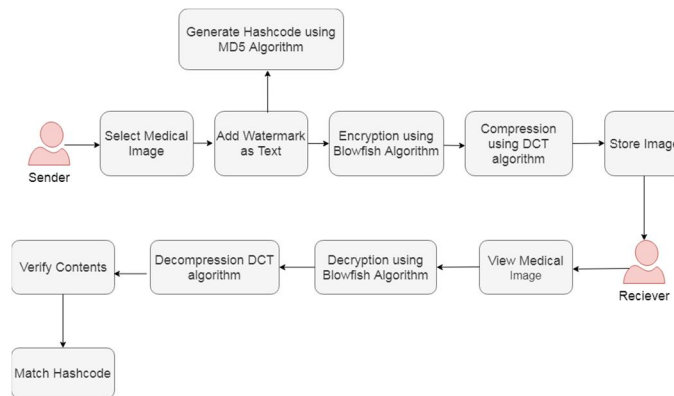 Generate Hashcode using
MD5 Algorithm
Select Medical
Image
Add Watermark
as Text
Encryption using
Blowfish Algorithm
Compression
using DCT
algorithm
Store Image
Sender
Verify Contents
Decompression DCT
algorithm
Decryption using
Blowfish Algorithm
View Medical
Image
Reciever
Match Hashcode